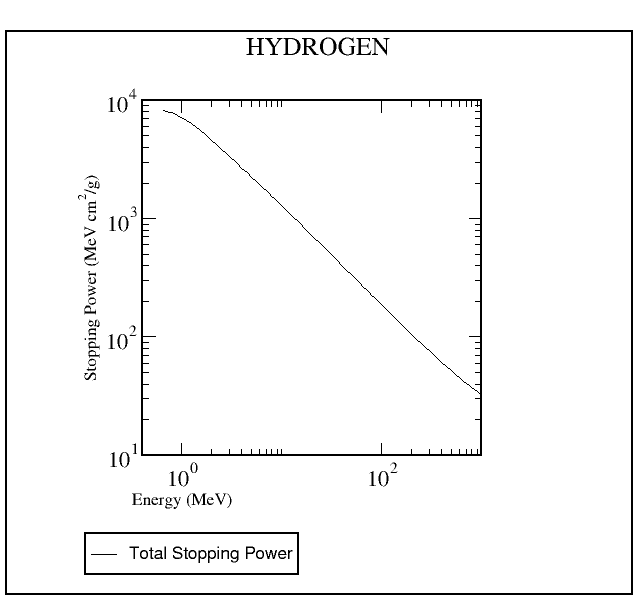 HYDROGEN
10^4
10^3
10^2
10^1
Stopping Power (MeV cm^2/g)
10^0 10^2
Energy (MeV)
Total Stopping Power